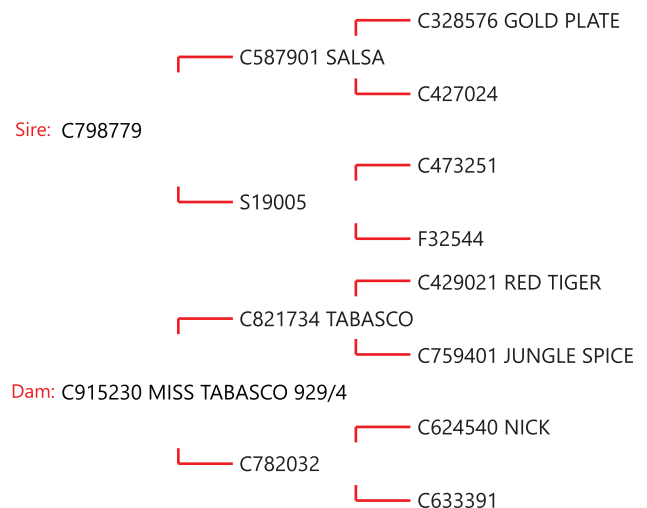 C328576 GOLD PLATE
C587901 SALSA
C427024
Sire: C798779
C473251
S19005
F32544
C429021 RED TIGER
C821734 TABASCO
C759401 JUNGLE SPICE
Dam: C915230 MISS TABASCO 929/4
C624540 NICK
C782032
C633391